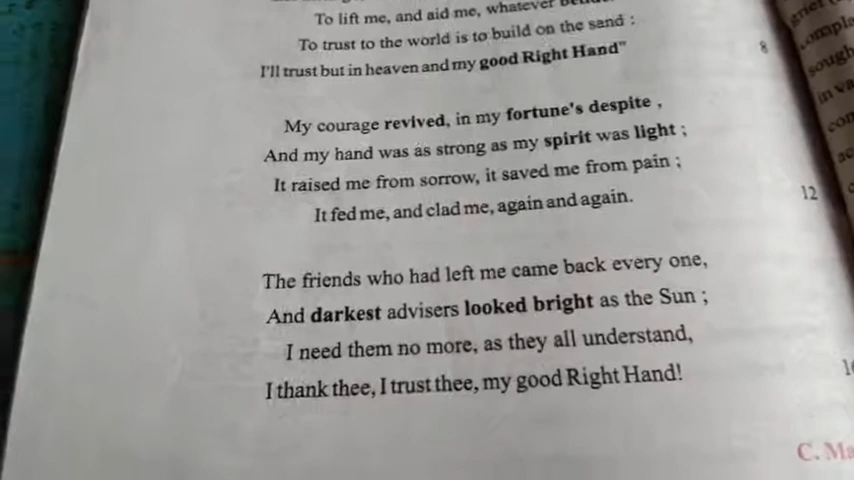 To lift me, and aid me, whatever
To trust to the world is to build on the sand :
I'll trust but in heaven and my good Right Hand"
8
My courage revived, in my fortune's despite ,
And my hand was as strong as my spirit was light ;
It raised me from sorrow, it saved me from pain ;
It fed me, and clad me, again and again.
12
The friends who had left me came back every one,
And darkest advisers looked bright as the Sun ;
I need them no more, as they all understand,
I thank thee, I trust thee, my good Right Hand!
C.
grief
sough
in va